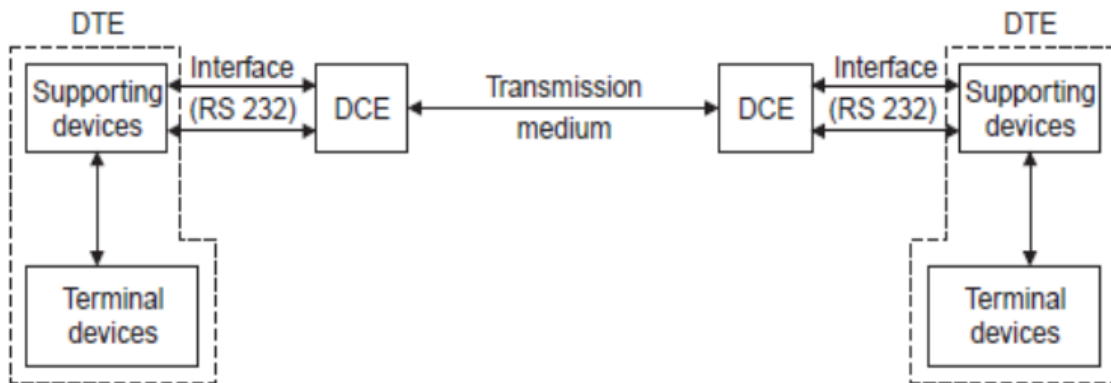 DTE
DTE
Supporting
devices
Interface
(RS 232)
DCE
Transmission
medium
DCE
Interface
(RS 232)
Supporting
devices
Terminal
devices
Terminal
devices